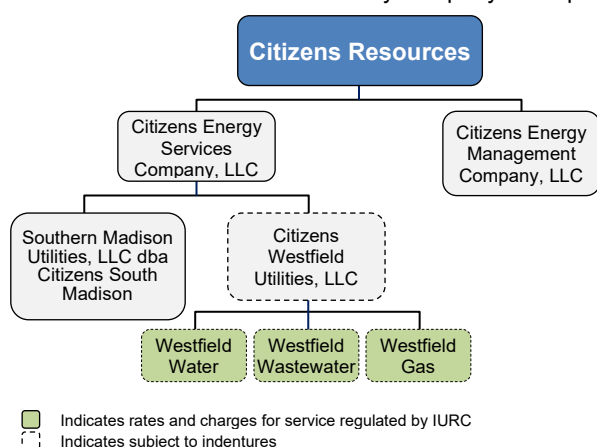 Citizens Resources
Citizens Energy
Services
Company, LLC
Citizens Energy
Management
Company, LLC
Southern Madison
Utilities, LLC dba
Citizens South
Madison
Citizens
Westfield
Utilities, LLC
Westfield
Water
Westfield
Wastewater
Westfield
Gas
Indicates rates and charges for service regulated by IURC
Indicates subject to indentures